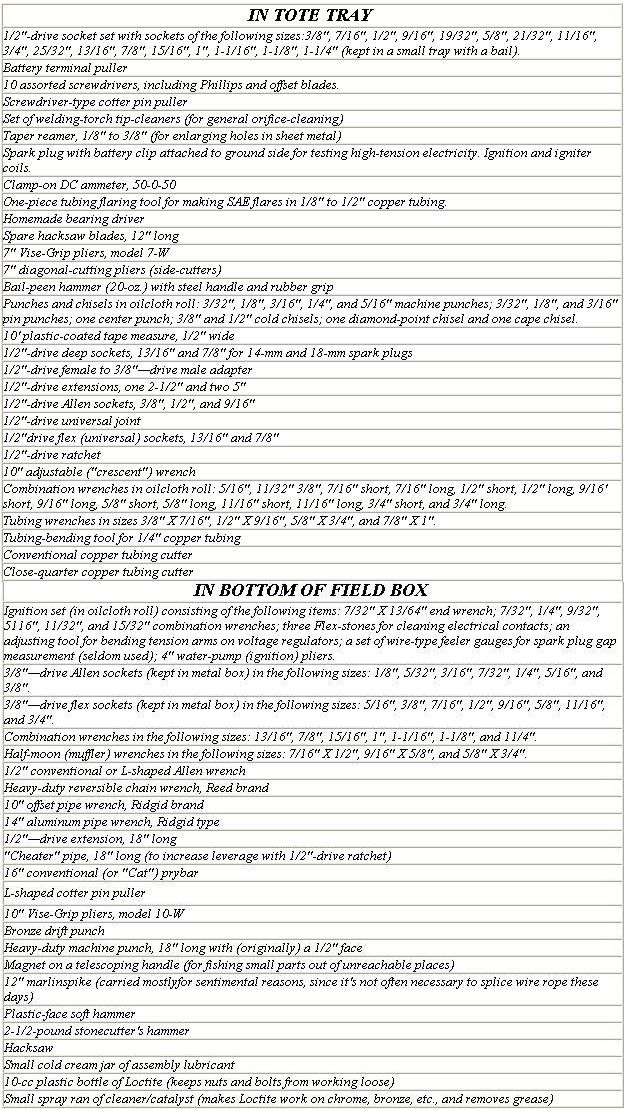 IN TOTE TRAY
1/2"-drive socket set with sockets of the following sizes:3/8", 7/16", 1/2", 9/16", 19/32", 5/8", 21/32", 11/16",
3/4", 25/32", 13/16", 7/8", 15/16", 1", 1-1/16", 1-1/8", 1-1/4" (kept in a small tray with a bail).
Battery terminal puller
10 assorted screwdrivers, including Phillips and offset blades.
Screwdriver-type cotter pin puller
Set of welding-torch tip-cleaners (for general orifice-cleaning)
Taper reamer, 1/8" to 3/8" (for enlarging holes in sheet metal)
Spark plug with battery clip attached to ground side for testing high-tension electricity. Ignition and igniter
coils.
Clamp-on DC ammeter, 50-0-50
One-piece tubing flaring tool for making SAE flares in 1/8" to 1/2" copper tubing.
Homemade bearing driver
Spare hacksaw blades, 12" long
7" Vise-Grip pliers, model 7-W
7" diagonal-cutting pliers (side-cutters)
Bail-peen hammer (20-oz.) with steel handle and rubber grip
Punches and chisels in oilcloth roll: 3/32", 1/8", 3/16", 1/4", and 5/16" machine punches; 3/32", 1/8", and 3/16"
pin punches; one center punch; 3/8" and 1/2" cold chisels; one diamond-point chisel and one cape chisel.
10' plastic-coated tape measure, 1/2" wide
1/2"-drive deep sockets, 13/16" and 7/8" for 14-mm and 18-mm spark plugs
1/2"-drive female to 3/8"—drive male adapter
1/2"-drive extensions, one 2-1/2" and two 5"
1/2"-drive Allen sockets, 3/8", 1/2", and 9/16"
1/2"-drive universal joint
1/2"drive flex (universal) sockets, 13/16" and 7/8"
1/2"-drive ratchet
10" adjustable ("crescent") wrench
Combination wrenches in oilcloth roll: 5/16", 11/32" 3/8", 7/16" short, 7/16" long, 1/2" short, 1/2" long, 9/16'
short, 9/16" long, 5/8" short, 5/8" long, 11/16" short, 11/16" long, 3/4" short, and 3/4" long.
Tubing wrenches in sizes 3/8" X 7/16", 1/2" X 9/16", 5/8" X 3/4", and 7/8" X 1".
Tubing-bending tool for 1/4" copper tubing
Conventional copper tubing cutter
Close-quarter copper tubing cutter
IN BOTTOM OF FIELD BOX
Ignition set (in oilcloth roll) consisting of the following items: 7/32" X 13/64" end wrench; 7/32", 1/4", 9/32",
5116", 11/32", and 15/32" combination wrenches; three Flex-stones for cleaning electrical contacts; an
adjusting tool for bending tension arms on voltage regulators; a set of wire-type feeler gauges for spark plug gap
measurement (seldom used); 4" water-pump (ignition) pliers.
3/8"—drive Allen sockets (kept in metal box) in the following sizes: 1/8", 5/32", 3/16", 7/32", 1/4", 5/16", and
3/8".
3/8"—drive flex sockets (kept in metal box) in the following sizes: 5/16", 3/8", 7/16", 1/2", 9/16", 5/8", 11/16",
and 3/4".
Combination wrenches in the following sizes: 13/16", 7/8", 15/16", 1", 1-1/16", 1-1/8", and 11/4".
Half-moon (muffler) wrenches in the following sizes: 7/16" X 1/2", 9/16" X 5/8", and 5/8" X 3/4".
1/2" conventional or L-shaped Allen wrench
Heavy-duty reversible chain wrench, Reed brand
10" offset pipe wrench, Ridgid brand
14" aluminum pipe wrench, Ridgid type
1/2"—drive extension, 18" long
"Cheater" pipe, 18" long (to increase leverage with 1/2"-drive ratchet)
16" conventional (or "Cat") prybar
L-shaped cotter pin puller
10" Vise-Grip pliers, model 10-W
Bronze drift punch
Heavy-duty machine punch, 18" long with (originally) a 1/2" face
Magnet on a telescoping handle (for fishing small parts out of unreachable places)
12" marlinspike (carried mostlyfor sentimental reasons, since it's not often necessary to splice wire rope these
days)
Plastic-face soft hammer
2-1/2-pound stonecutter's hammer
Hacksaw
Small cold cream jar of assembly lubricant
10-cc plastic bottle of Loctite (keeps nuts and bolts from working loose)
Small spray ran of cleaner/catalyst (makes Loctite work on chrome, bronze, etc., and removes grease)